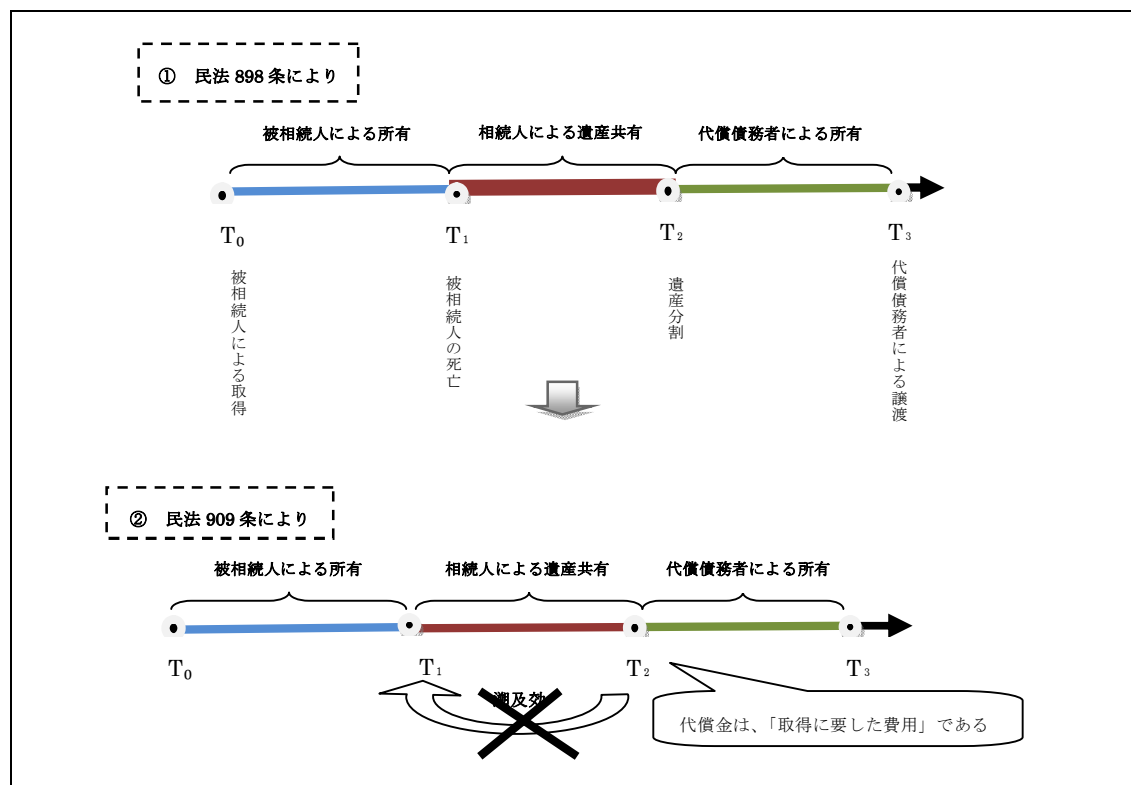 ① 民法 898 条により
被相続人による所有 相続人による遺産共有 代償債務者による所有
T₀ T₁ T₂ T₃
被相続人による取得
被相続人の死亡
遺産分割
代償債務者による譲渡
② 民法 909 条により
被相続人による所有 相続人による遺産共有 代償債務者による所有
T₀ T₁ T₂ T₃
遡及効
代償金は、「取得に要した費用」である